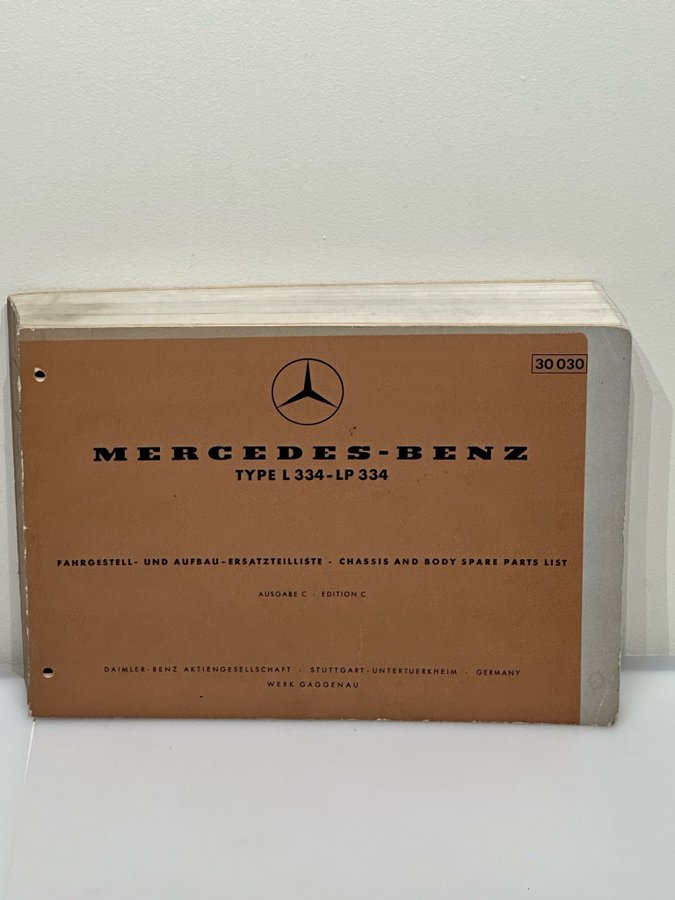 30 030
MERCEDES-BENZ
TYPE L 334-LP 334
FAHRGESTELL- UND AUFBAU-ERSATZTEILLISTE - CHASSIS AND BODY SPARE PARTS LIST
AUSGABE C - EDITION C
DAIMLER-BENZ AKTIENGESELLSCHAFT · STUTTGART-UNTERTUERKHEIM · GERMANY
WERK GAGGENAU